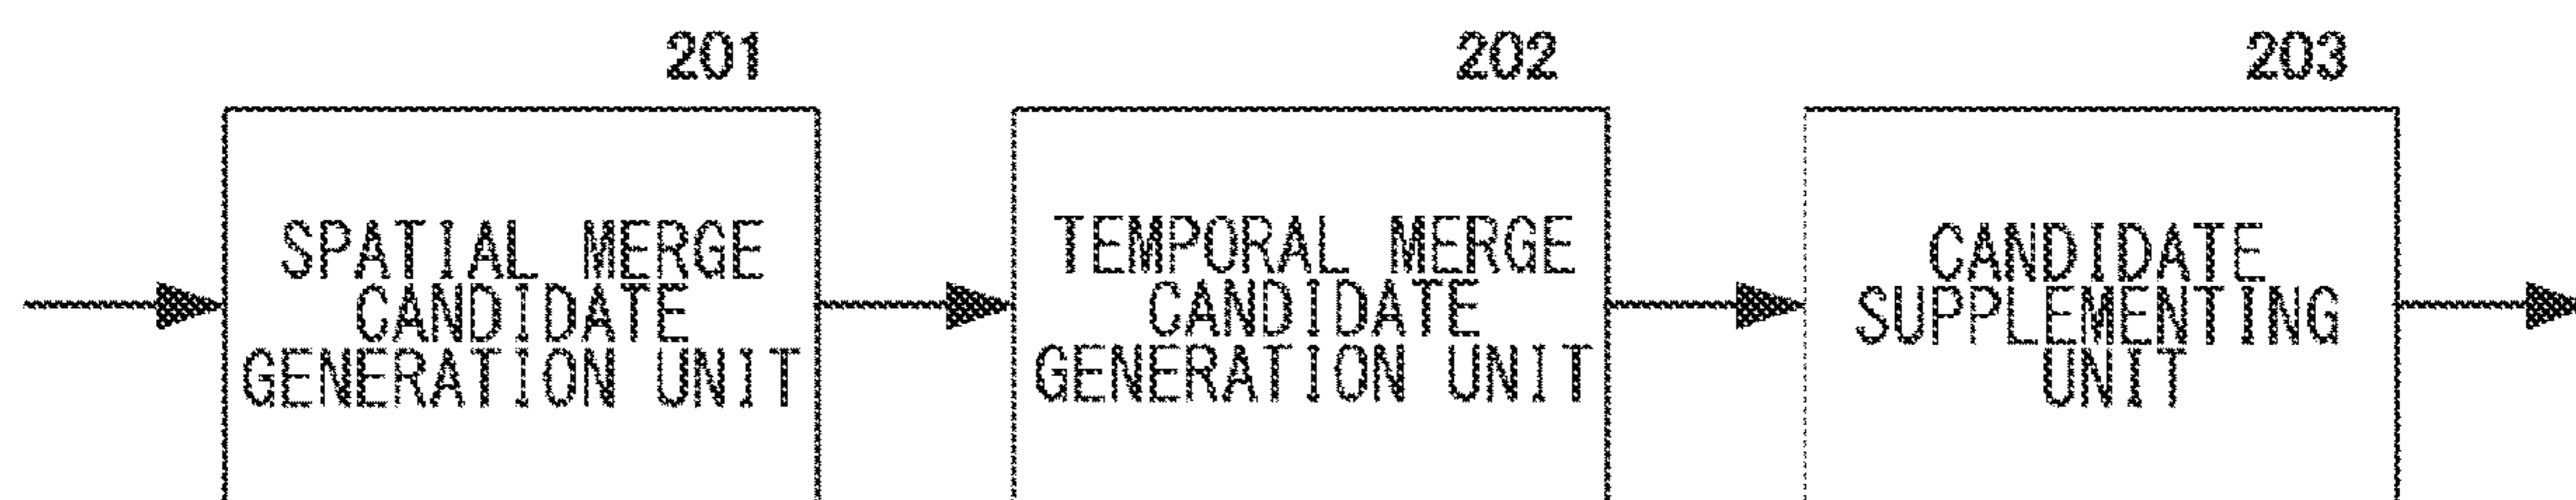 201
SPATIAL MERGE
CANDIDATE
GENERATION UNIT
202
TEMPORAL MERGE
CANDIDATE
GENERATION UNIT
203
CANDIDATE
SUPPLEMENTING
UNIT